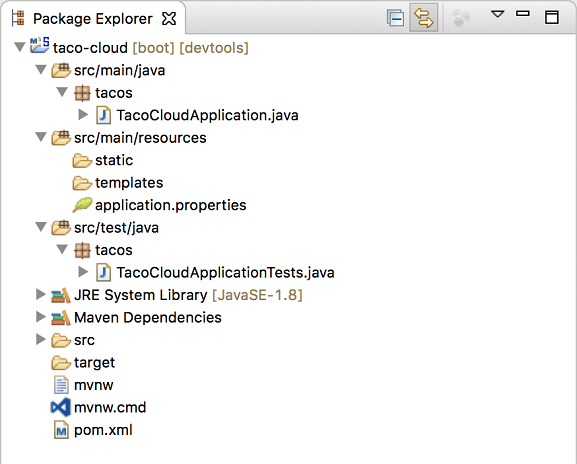 Package Explorer
taco-cloud [boot] [devtools]
src/main/java
tacos
TacoCloudApplication.java
src/main/resources
static
templates
application.properties
src/test/java
tacos
TacoCloudApplicationTests.java
JRE System Library [JavaSE-1.8]
Maven Dependencies
src
target
mvnw
mvnw.cmd
pom.xml